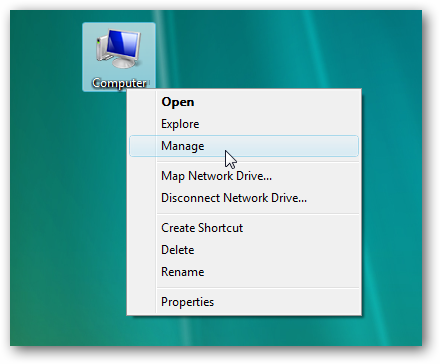 Computer
Open
Explore
Manage
Map Network Drive...
Disconnect Network Drive...
Create Shortcut
Delete
Rename
Properties